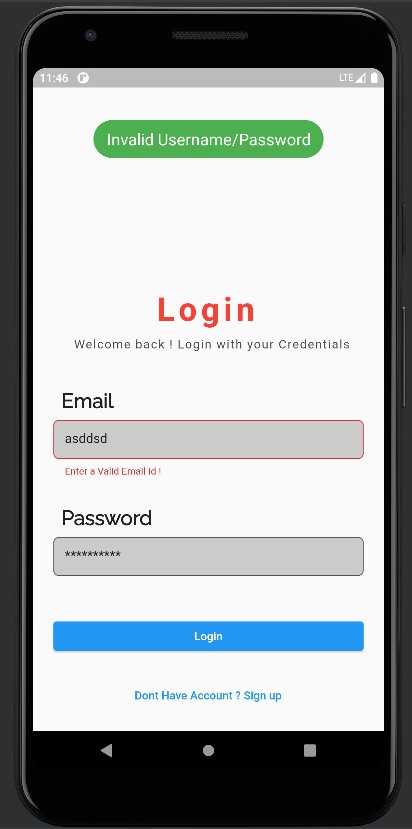 11:46 LTE
Invalid Username/Password
Login
Welcome back ! Login with your Credentials
Email
asddsd
Enter a Valid Email Id !
Password
**********
Login
Dont Have Account ? Sign up